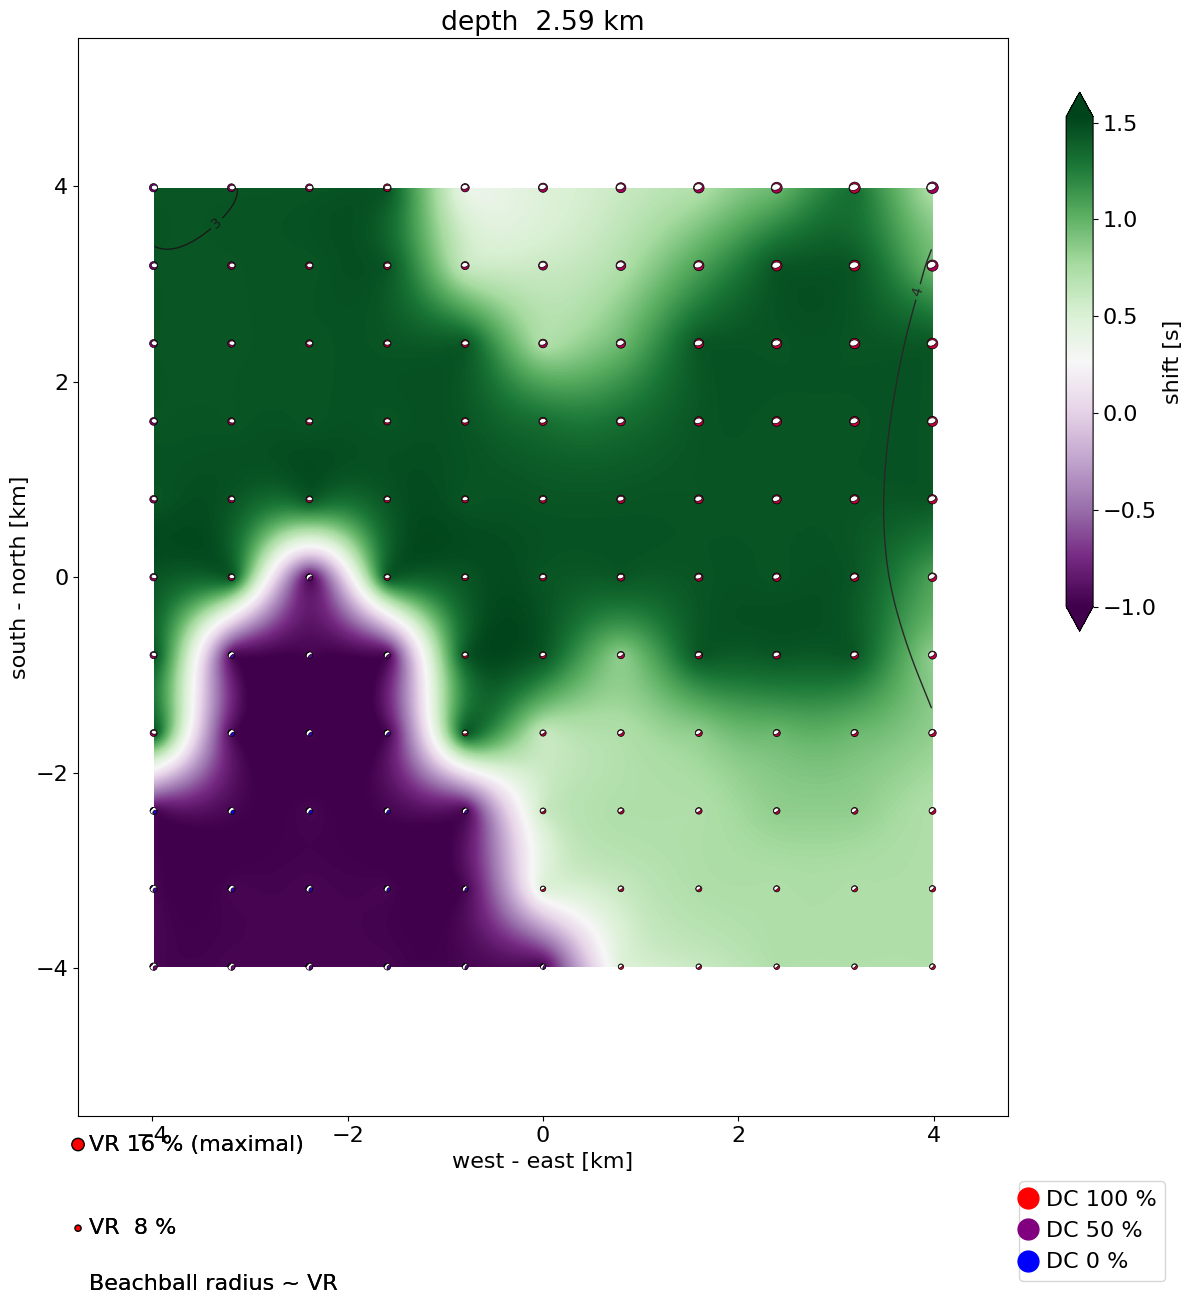 depth  2.59 km
1.5
1.0
0.5
0.0
−0.5
−1.0
shift [s]
4
2
0
−2
−4
south - north [km]
3
4
−4
−2
0
2
4
west - east [km]
VR 16 % (maximal)
VR  8 %
Beachball radius ~ VR
DC 100 %
DC 50 %
DC 0 %